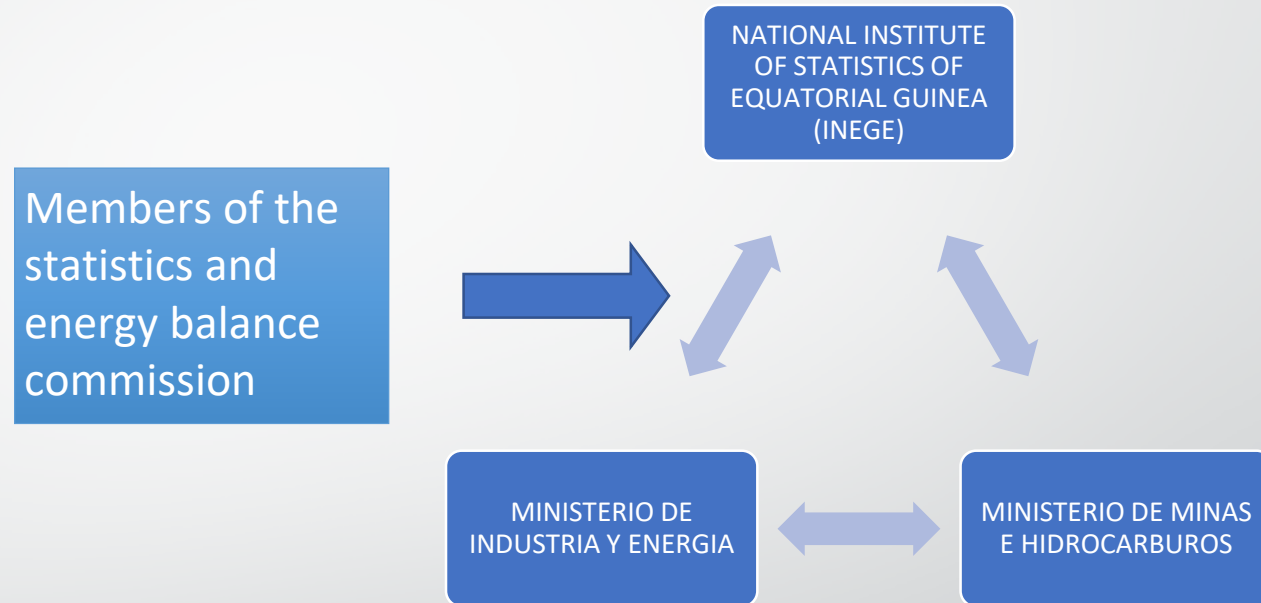 NATIONAL INSTITUTE
OF STATISTICS OF
EQUATORIAL GUINEA
(INEGE)
Members of the
statistics and
energy balance
commission
MINISTERIO DE
INDUSTRIA Y ENERGIA
MINISTERIO DE MINAS
E HIDROCARBUROS